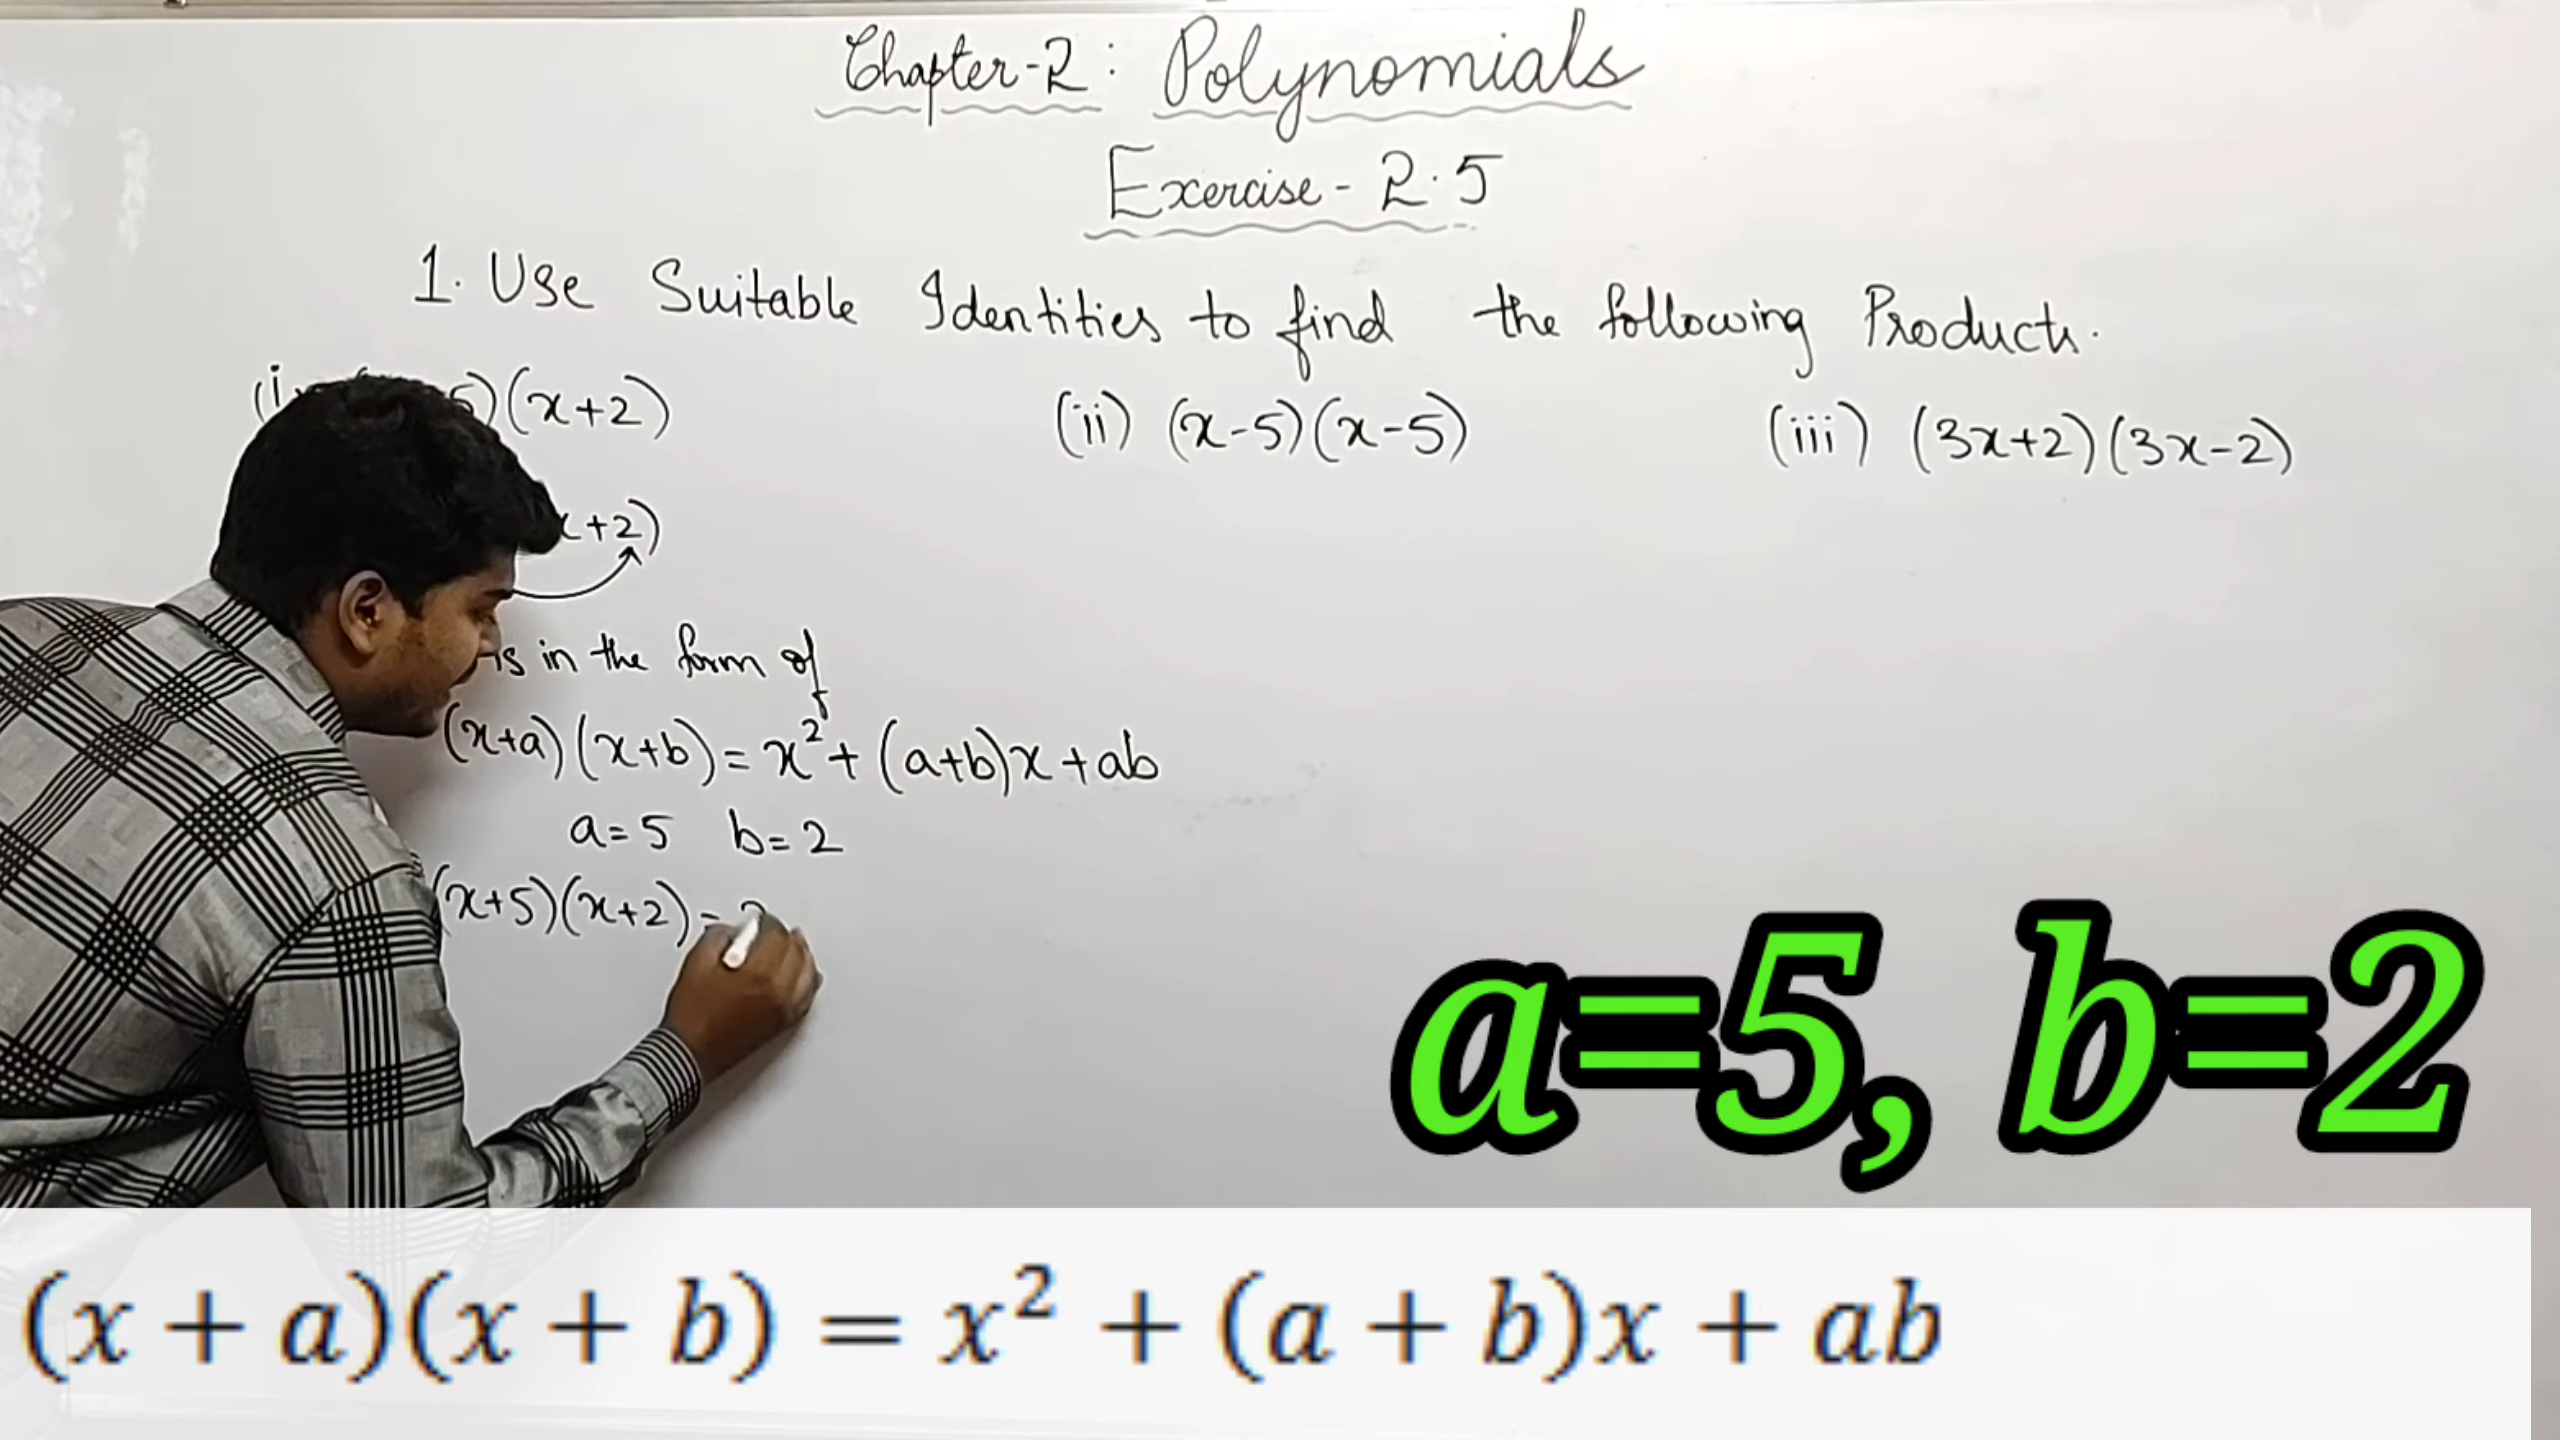 Chapter-2: Polynomials
Exercise-2.5
1. Use Suitable Identities to find the following Products.
(i) 5)(x+2)
(ii) (x-5)(x-5)
(iii) (3x+2)(3x-2)
x+2)
is in the form of
(x+a)(x+b)=x²+(a+b)x+ab
a=5 b=2
(x+5)(x+2)=
a=5, b=2
(x + a)(x + b) = x² + (a + b)x + ab